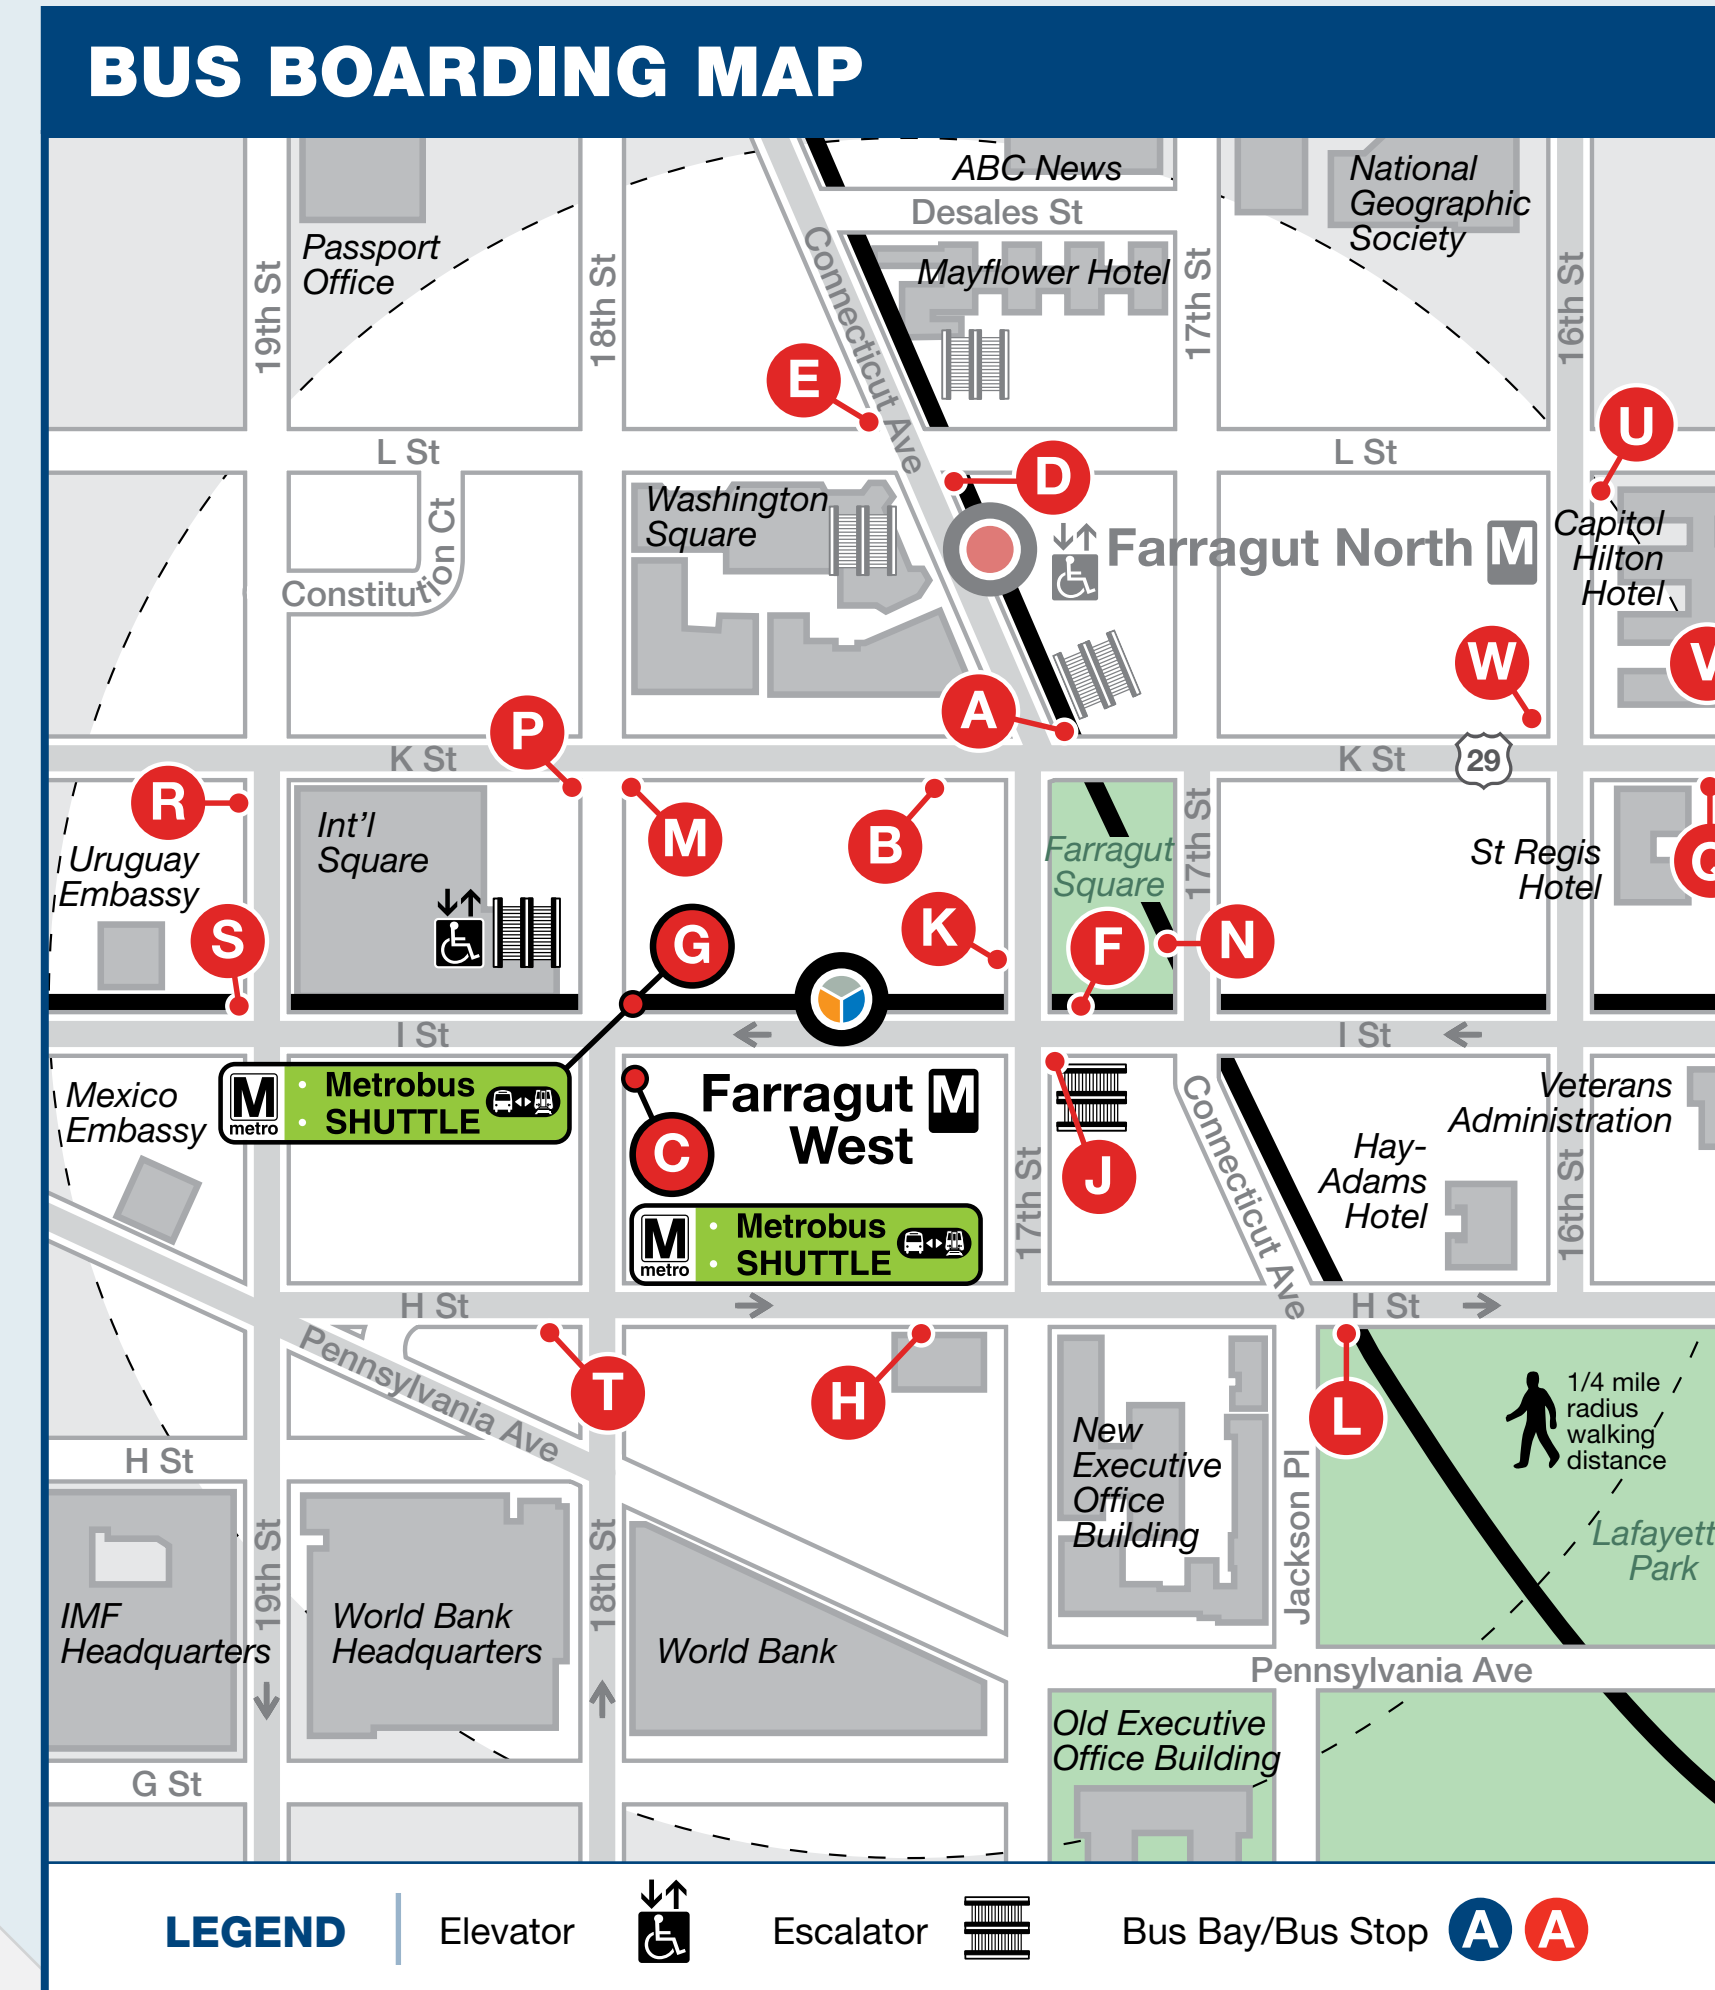 BUS BOARDING MAP
ABC News
National
Geographic
Society
Desales St
Passport
Office
Mayflower Hotel
19th St
18th St
Connecticut Ave
17th St
16th St
E
U
L St
L St
D
Washington
Square
Constitution Ct
Farragut North M
Capitol
Hilton
Hotel
W
V
A
P
K St
K St
29
R
M
B
Int'l
Square
Uruguay
Embassy
Farragut
Square
17th St
St Regis
Hotel
S
G
K
F
N
I St
I St
Mexico
Embassy
M
metro
Metrobus
SHUTTLE
Farragut M
West
C
J
Veterans
Administration
Hay-
Adams
Hotel
M
metro
Metrobus
SHUTTLE
17th St
Connecticut Ave
16th St
H St
H St
Pennsylvania Ave
T
H
L
1/4 mile
radius
walking
distance
New
Executive
Office
Building
Jackson Pl
H St
Park
19th St
18th St
IMF
Headquarters
World Bank
Headquarters
World Bank
Pennsylvania Ave
Old Executive
Office Building
G St
LEGEND
Elevator
Escalator
Bus Bay/Bus Stop A A